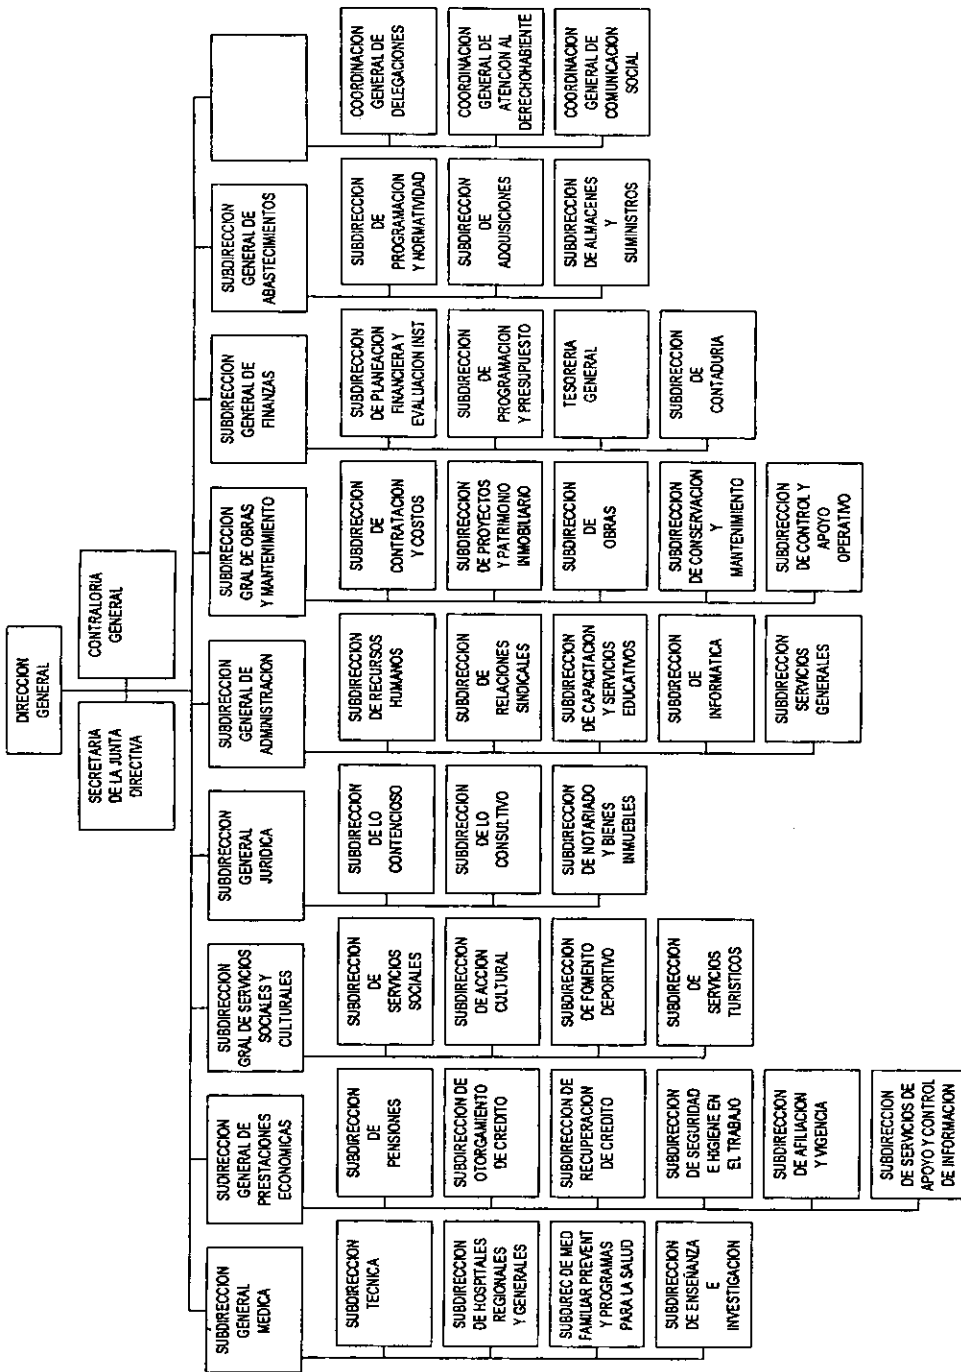 DIRECCION
GENERAL
SECRETARIA
DE LA JUNTA
DIRECTIVA
CONTRALORIA
GENERAL
SUBDIRECCION
GENERAL
MEDICA
SUBDIRECCION
TECNICA
SUBDIRECCION
DE HOSPITALES
REGIONALES
Y GENERALES
SUBDIREC DE MED
FAMILIAR PREVENT
Y PROGRAMAS
PARA LA SALUD
SUBDIRECCION
DE ENSEÑANZA
E
INVESTIGACION
SUDIRECCION
GENERAL DE
PRESTACIONES
ECONOMICAS
SUBDIRECCION
DE
PENSIONES
SUBDIRECCION DE
OTORGAMIENTO
DE CREDITO
SUBDIRECCION DE
RECUPERACION
DE CREDITO
SUBDIRECCION
DE SEGURIDAD
E HIGIENE EN
EL TRABAJO
SUBDIRECCION
DE AFILIACION
Y VIGENCIA
SUBDIRECCION
DE SERVICIOS DE
APOYO Y CONTROL
DE INFORMACION
SUBDIRECCION
GRAL DE SERVICIOS
SOCIALES Y
CULTURALES
SUBDIRECCION
DE
SERVICIOS
SOCIALES
SUBDIRECCION
DE ACCION
CULTURAL
SUBDIRECCION
DE FOMENTO
DEPORTIVO
SUBDIRECCION
DE
SERVICIOS
TURISTICOS
SUBDIRECCION
GENERAL
JURIDICA
SUBDIRECCION
DE LO
CONTENCIOSO
SUBDIRECCION
DE LO
CONSULTIVO
SUBDIRECCION
DE NOTARIADO
Y BIENES
INMUEBLES
SUBDIRECCION
GENERAL DE
ADMINISTRACION
SUBDIRECCION
DE RECURSOS
HUMANOS
SUBDIRECCION
DE
RELACIONES
SINDICALES
SUBDIRECCION
DE CAPACITACION
Y SERVICIOS
EDUCATIVOS
SUBDIRECCION
DE
INFORMATICA
SUBDIRECCION
SERVICIOS
GENERALES
SUBDIRECCION
GRAL DE OBRAS
Y MANTENIMIENTO
SUBDIRECCION
DE
CONTRATACION
Y COSTOS
SUBDIRECCION
DE PROYECTOS
Y PATRIMONIO
INMOBILIARIO
SUBDIRECCION
DE
OBRAS
SUBDIRECCION
DE CONSERVACION
Y
MANTENIMIENTO
SUBDIRECCION
DE CONTROL Y
APOYO
OPERATIVO
SUBDIRECCION
GENERAL DE
FINANZAS
SUBDIRECCION
DE PLANEACION
FINANCIERA Y
EVALUACION INST
SUBDIRECCION
DE
PROGRAMACION
Y PRESUPUESTO
TESORERIA
GENERAL
SUBDIRECCION
DE
CONTADURIA
SUBDIRECCION
GENERAL DE
ABASTECIMIENTOS
SUBDIRECCION
DE
PROGRAMACION
Y NORMATIVIDAD
SUBDIRECCION
DE
ADQUISICIONES
SUBDIRECCION
DE ALMACENES
Y
SUMINISTROS
COORDINACION
GENERAL DE
DELEGACIONES
COORDINACION
GENERAL DE
ATENCION AL
DERECHOHABIENTE
COORDINACION
GENERAL DE
COMUNICACION
SOCIAL